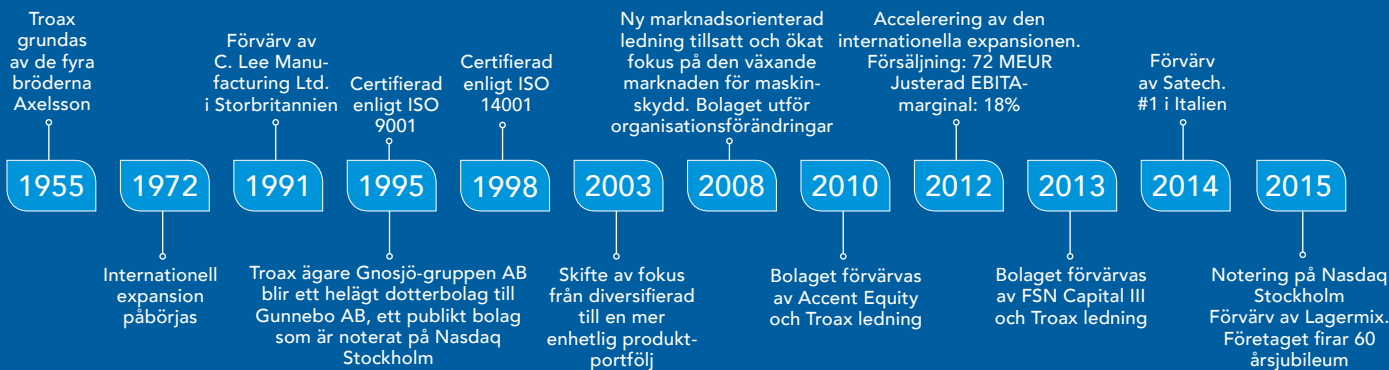 Troax
grundas
av de fyra
bröderna
Axelsson
Förvärv av
C. Lee Manu-
facturing Ltd.
i Storbritannien
Certifierad
enligt ISO
9001
Certifierad
enligt ISO
14001
Ny marknadsorienterad
ledning tillsatt och ökat
fokus på den växande
marknaden för maskin-
skydd. Bolaget utför
organisationsförändringar
Accelerering av den
internationella expansionen.
Försäljning: 72 MEUR
Justerad EBITA-
marginal: 18%
Förvärv
av Satech.
#1 i Italien
1955
1972
1991
1995
1998
2003
2008
2010
2012
2013
2014
2015
Internationell
expansion
påbörjas
Troax ägare Gnosjö-gruppen AB
blir ett helägt dotterbolag till
Gunnebo AB, ett publikt bolag
som är noterat på Nasdaq
Stockholm
Skifte av fokus
från diversifierad
till en mer
enhetlig produkt-
portfölj
Bolaget förvärvas
av Accent Equity
och Troax ledning
Bolaget förvärvas
av FSN Capital III
och Troax ledning
Notering på Nasdaq
Stockholm
Förvärv av Lagermix.
Företaget firar 60
årsjubileum